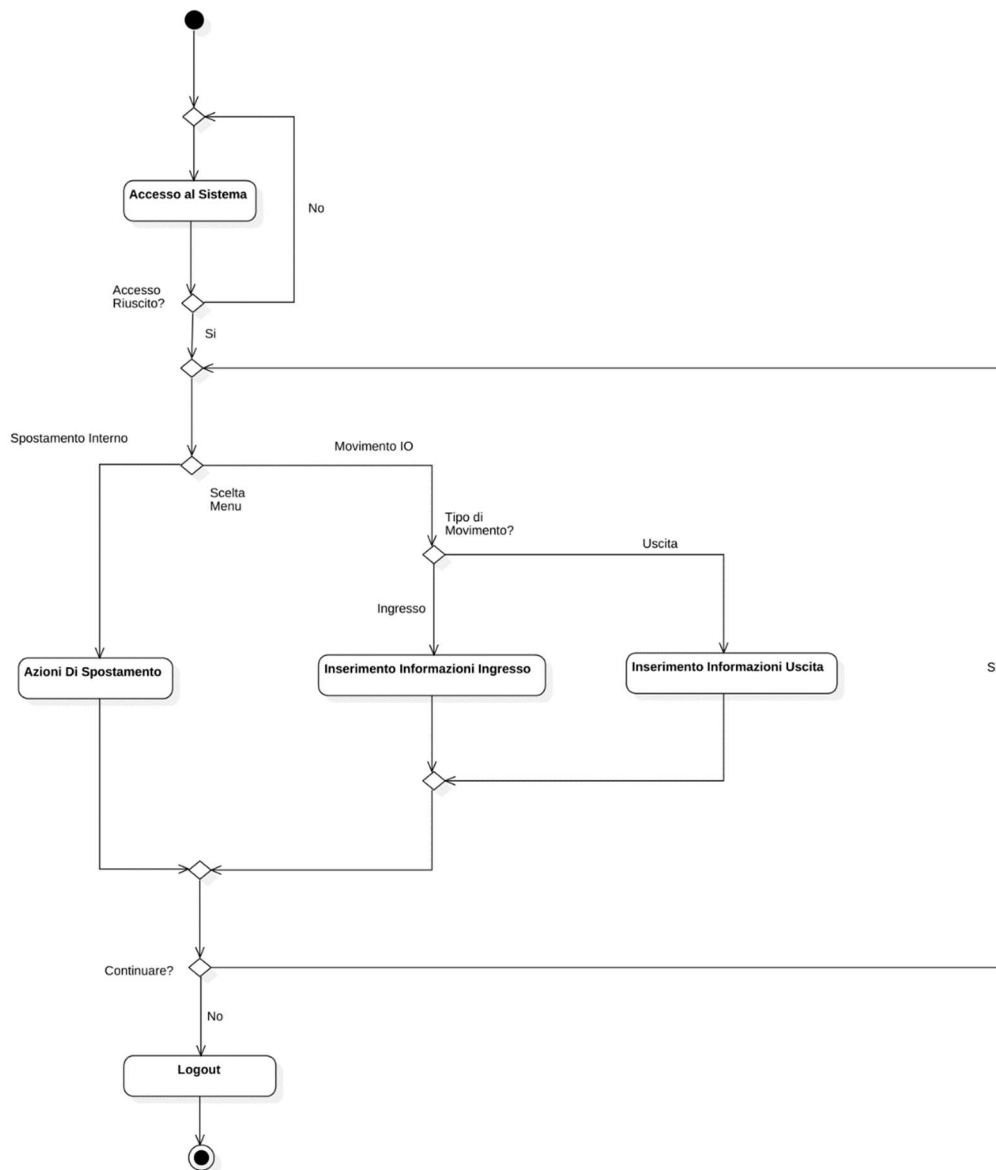 Accesso al Sistema
No
Accesso
Riuscito?
Si
Spostamento Interno
Movimento IO
Scelta
Menu
Tipo di
Movimento?
Uscita
Ingresso
Azioni Di Spostamento
Inserimento Informazioni Ingresso
Inserimento Informazioni Uscita
Continuare?
No
Logout